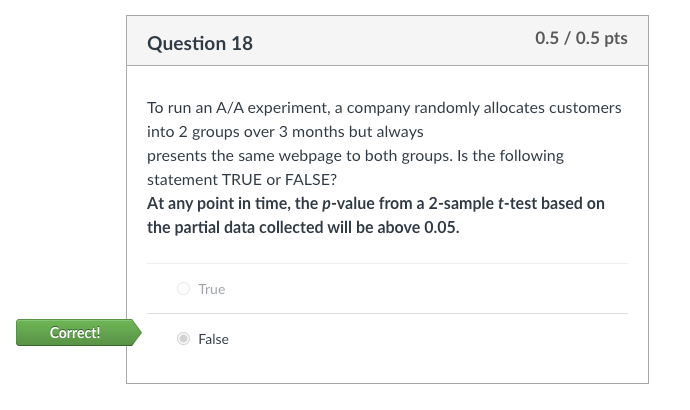 Question 18
0.5 / 0.5 pts
To run an A/A experiment, a company randomly allocates customers
into 2 groups over 3 months but always
presents the same webpage to both groups. Is the following
statement TRUE or FALSE?
At any point in time, the p-value from a 2-sample t-test based on
the partial data collected will be above 0.05.
True
Correct!
False